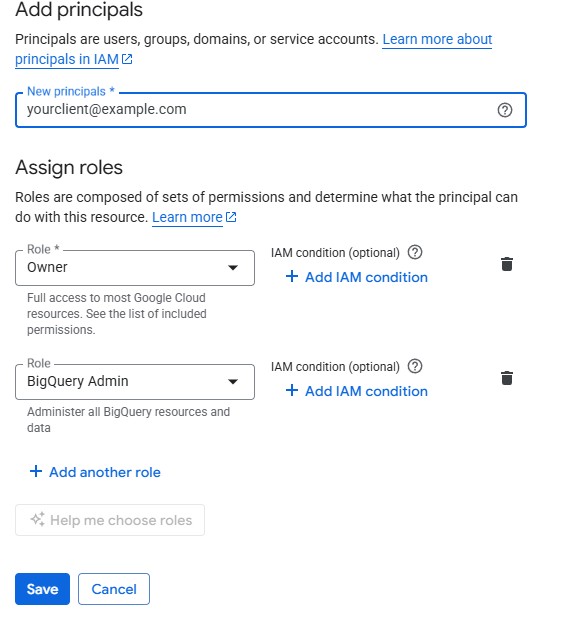 Add principals
Principals are users, groups, domains, or service accounts. Learn more about
principals in IAM
New principals *
yourclient@example.com
Assign roles
Roles are composed of sets of permissions and determine what the principal can
do with this resource. Learn more
Role *
Owner
IAM condition (optional)
+ Add IAM condition
Full access to most Google Cloud
resources. See the list of included
permissions.
Role
BigQuery Admin
IAM condition (optional)
+ Add IAM condition
Administer all BigQuery resources and
data
+ Add another role
Help me choose roles
Save
Cancel